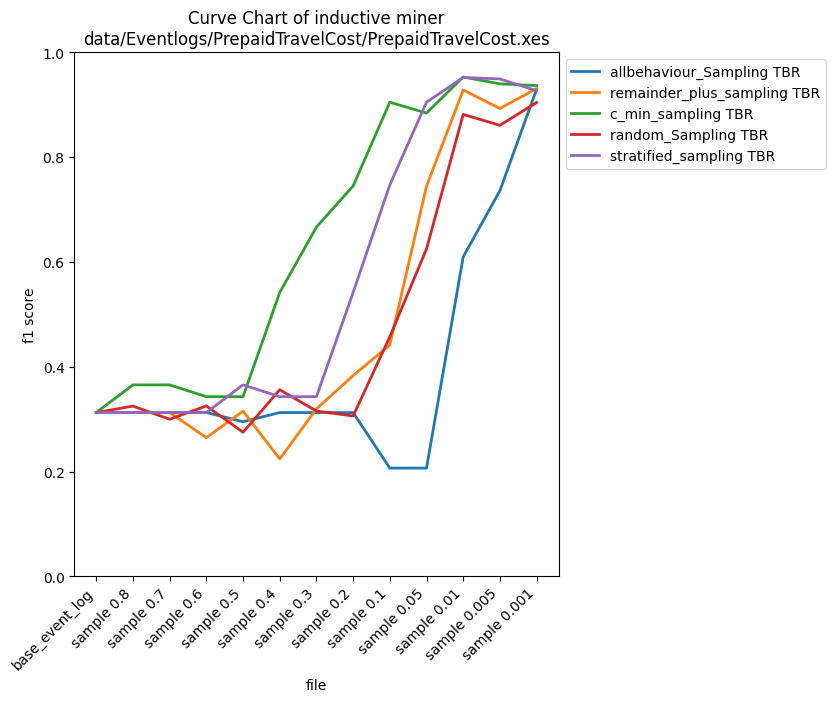 Curve Chart of inductive miner
data/Eventlogs/PrepaidTravelCost/PrepaidTravelCost.xes
1.0
0.8
0.6
0.4
0.2
0.0
f1 score
base_event_log
sample 0.8
sample 0.7
sample 0.6
sample 0.5
sample 0.4
sample 0.3
sample 0.2
sample 0.1
sample 0.05
sample 0.01
sample 0.005
sample 0.001
file
allbehaviour_Sampling TBR
remainder_plus_sampling TBR
c_min_sampling TBR
random_Sampling TBR
stratified_sampling TBR